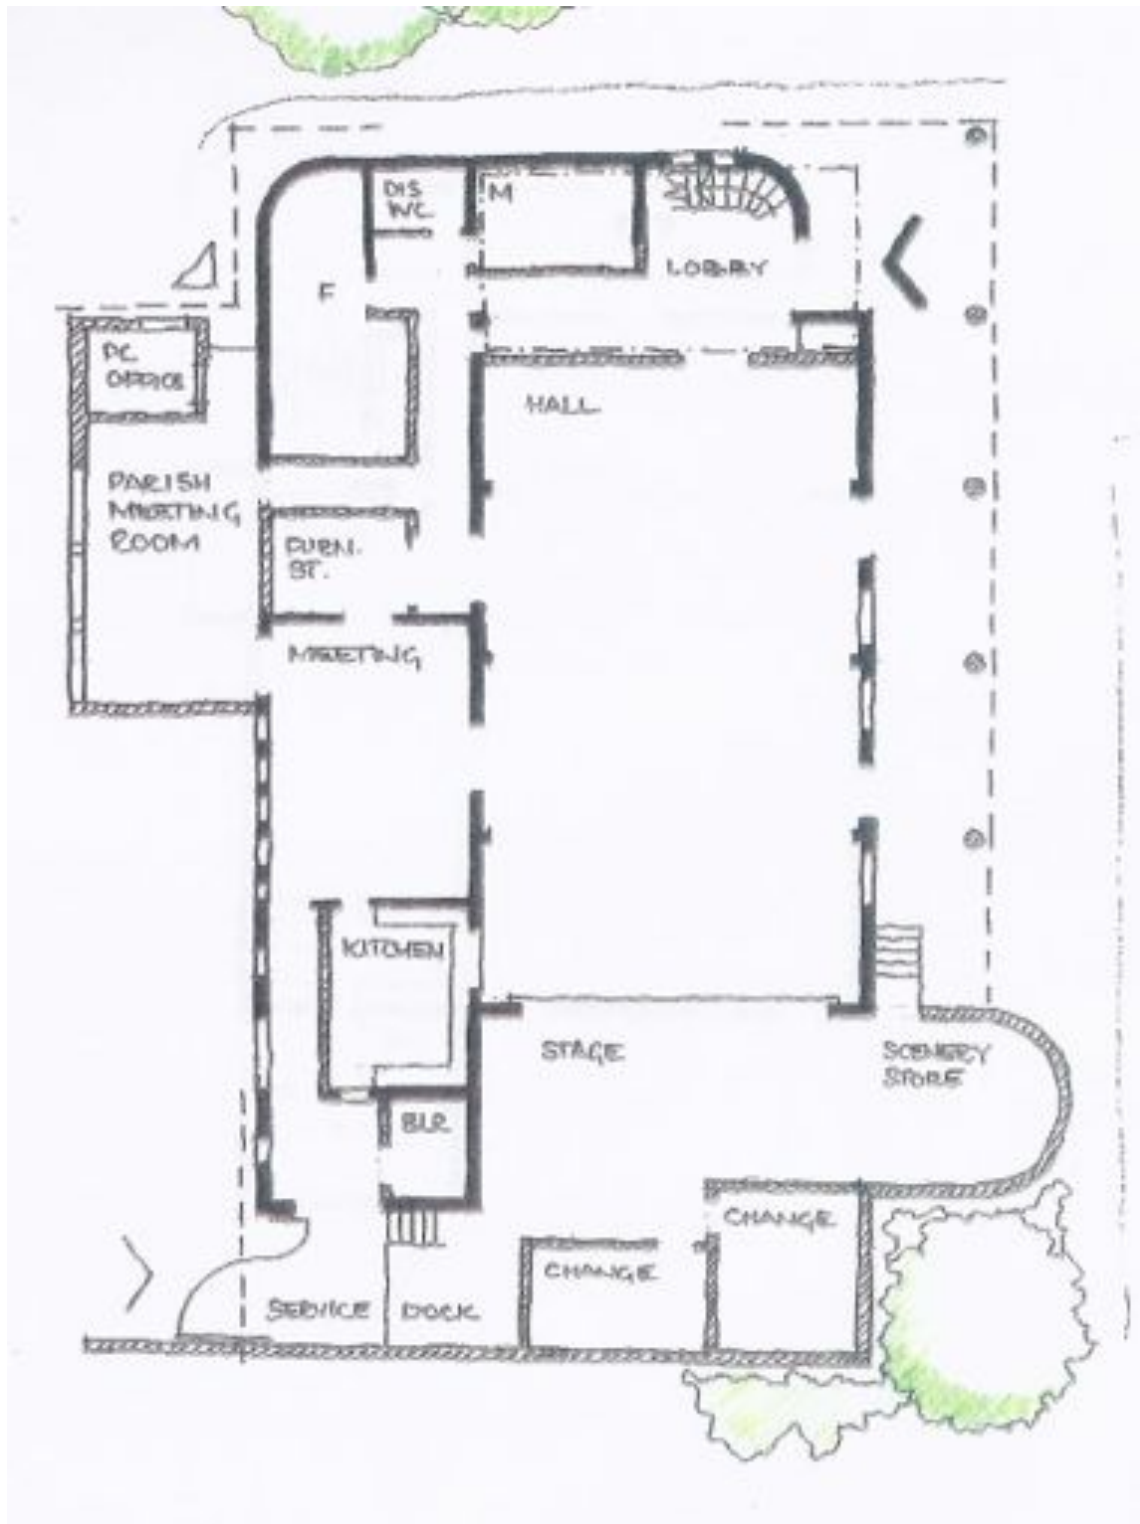 DIS
WC
M
LOBBY
F
PC
OFFICE
HALL
PARISH
MEETING
ROOM
FURN.
ST.
MEETING
KITCHEN
STAGE
SCENERY
STORE
BLR
CHANGE
CHANGE
SERVICE
DOCK